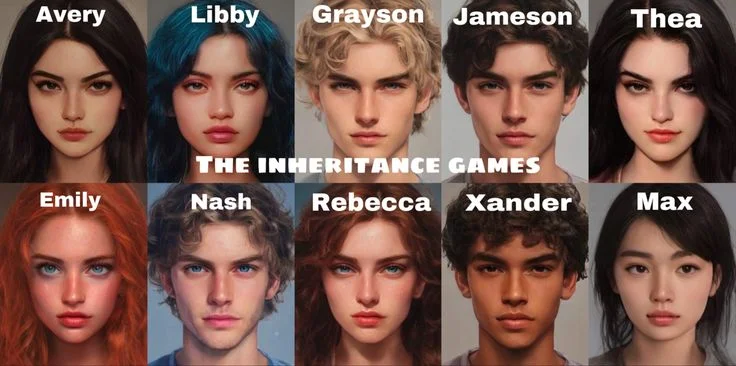 Avery Libby Grayson Jameson Thea
THE INHERITANCE GAMES
Emily Nash Rebecca Xander Max